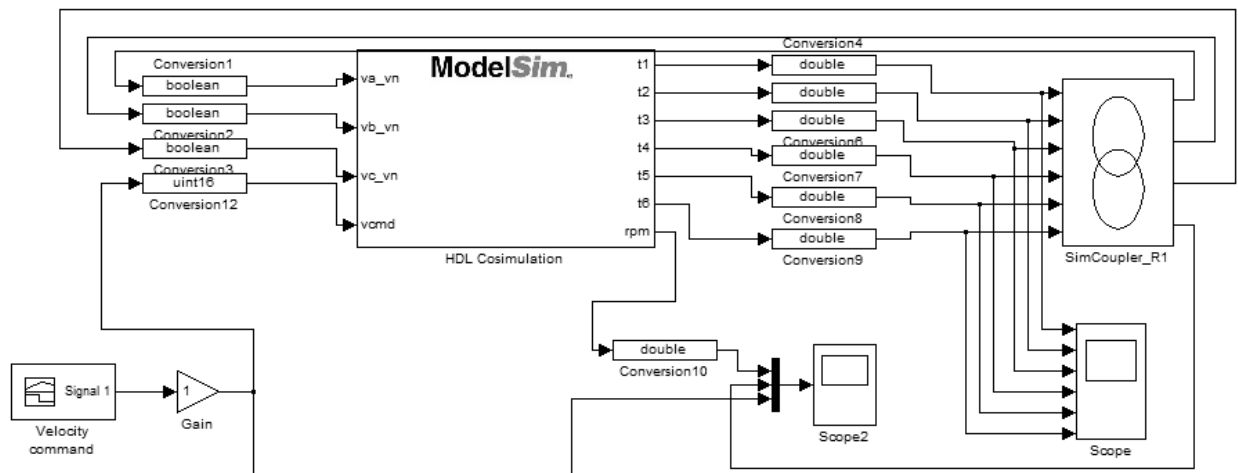 Conversion1
boolean
boolean
Conversion2
boolean
Conversion3
uint16
Conversion12
ModelSim
va_vn
vb_vn
vc_vn
vcmd
t1
t2
t3
t4
t5
t6
rpm
HDL Cosimulation
Conversion4
double
double
double
Conversion6
double
Conversion7
double
Conversion8
double
Conversion9
SimCoupler_R1
Signal 1
Velocity
command
1
Gain
double
Conversion10
Scope2
Scope